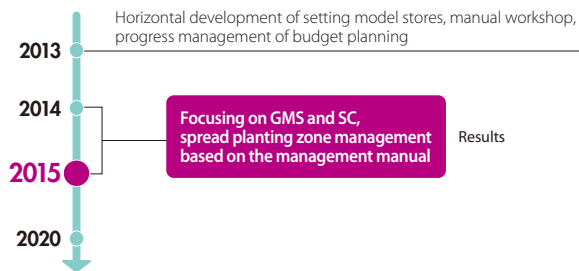 Horizontal development of setting model stores, manual workshop,
progress management of budget planning
2013
2014
Focusing on GMS and SC,
spread planting zone management
based on the management manual
Results
2015
2020